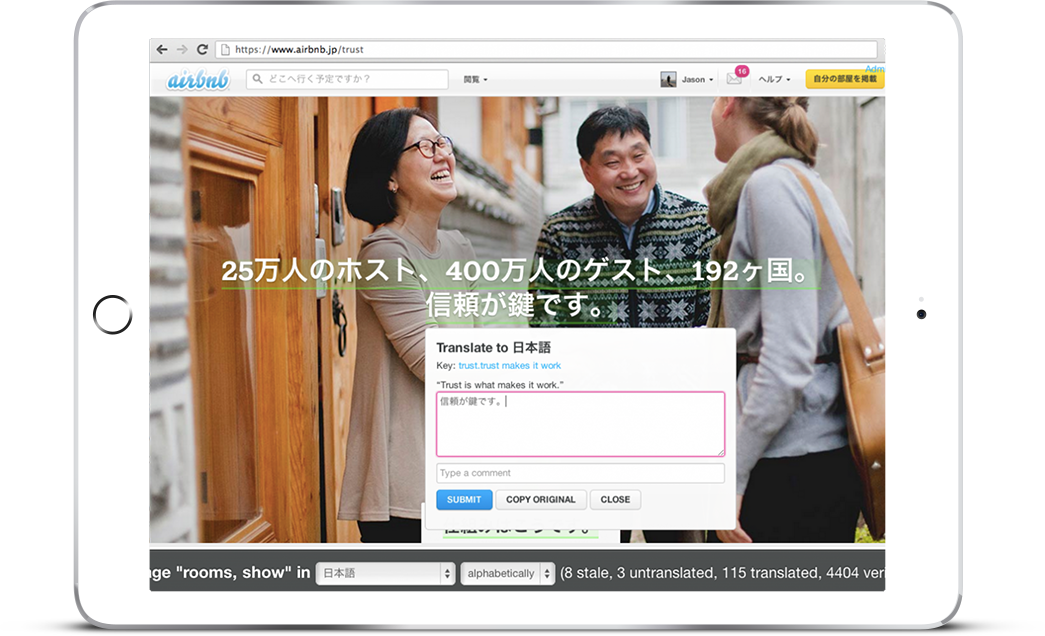 https://www.airbnb.jp/trust
Adm
airbnb
どこへ行く予定ですか？
閲覧
Jason
16
ヘルプ
自分の部屋を掲載
25万人のホスト、400万人のゲスト、192ヶ国。
信頼が鍵です。
Translate to 日本語
Key: trust.trust makes it work
“Trust is what makes it work.”
信頼が鍵です。
Type a comment
SUBMIT
COPY ORIGINAL
CLOSE
ge "rooms, show" in
日本語
alphabetically
(8 stale, 3 untranslated, 115 translated, 4404 veri